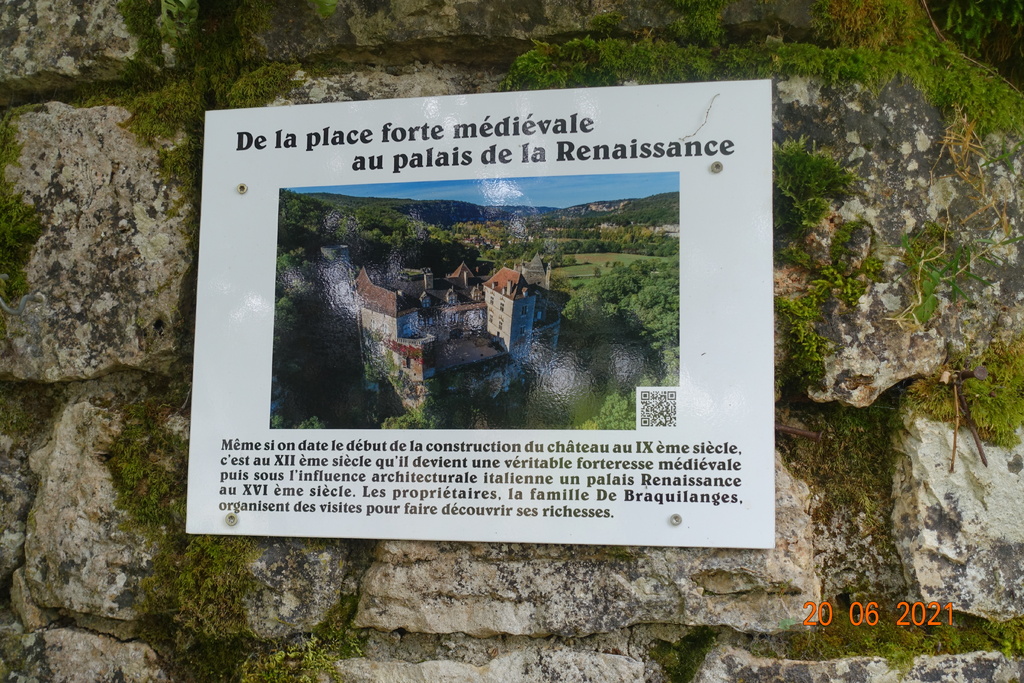 De la place forte médiévale
au palais de la Renaissance
Même si on date le début de la construction du château au IX ème siècle,
c'est au XII ème siècle qu'il devient une véritable forteresse médiévale
puis sous l'influence architecturale italienne un palais Renaissance
au XVI ème siècle. Les propriétaires, la famille De Braquilanges,
organisent des visites pour faire découvrir ses richesses.
20 06 2021